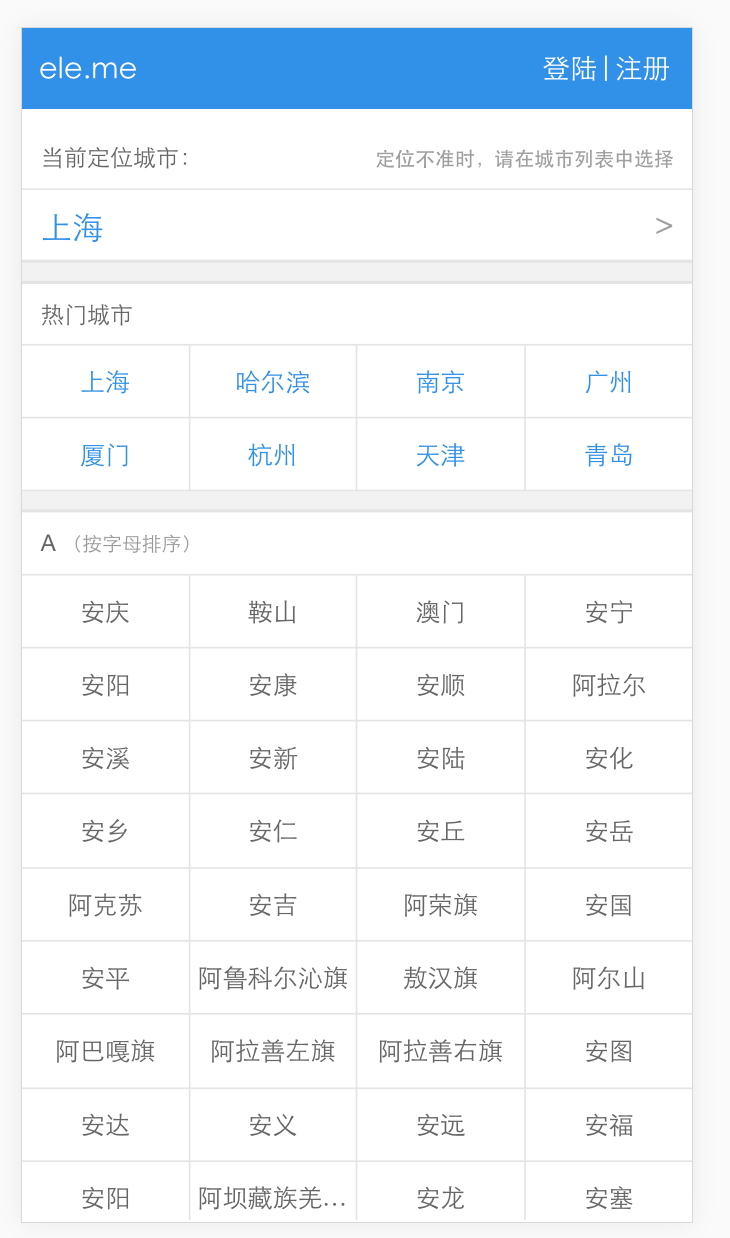 ele.me 登陆|注册
当前定位城市: 定位不准时，请在城市列表中选择
上海 >
热门城市
上海 哈尔滨 南京 广州
厦门 杭州 天津 青岛
A （按字母排序）
安庆 鞍山 澳门 安宁
安阳 安康 安顺 阿拉尔
安溪 安新 安陆 安化
安乡 安仁 安丘 安岳
阿克苏 安吉 阿荣旗 安国
安平 阿鲁科尔沁旗 敖汉旗 阿尔山
阿巴嘎旗 阿拉善左旗 阿拉善右旗 安图
安达 安义 安远 安福
安阳 阿坝藏族羌... 安龙 安塞